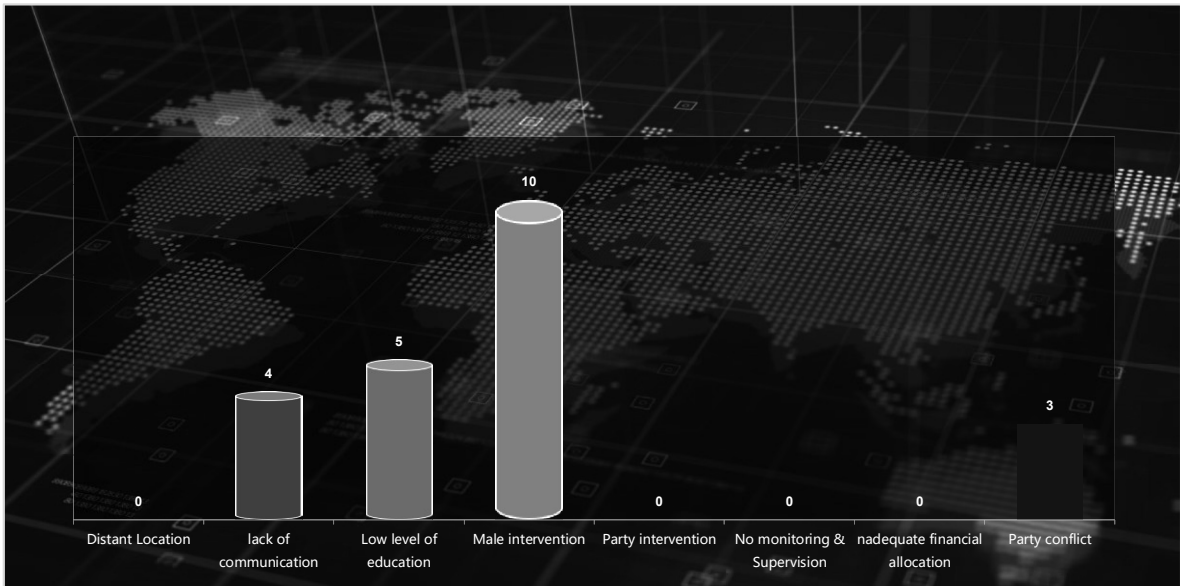 10
5
4
3
0
0
0
0
Distant Location
lack of
communication
Low level of
education
Male intervention
Party intervention
No monitoring &
Supervision
nadequate financial
allocation
Party conflict